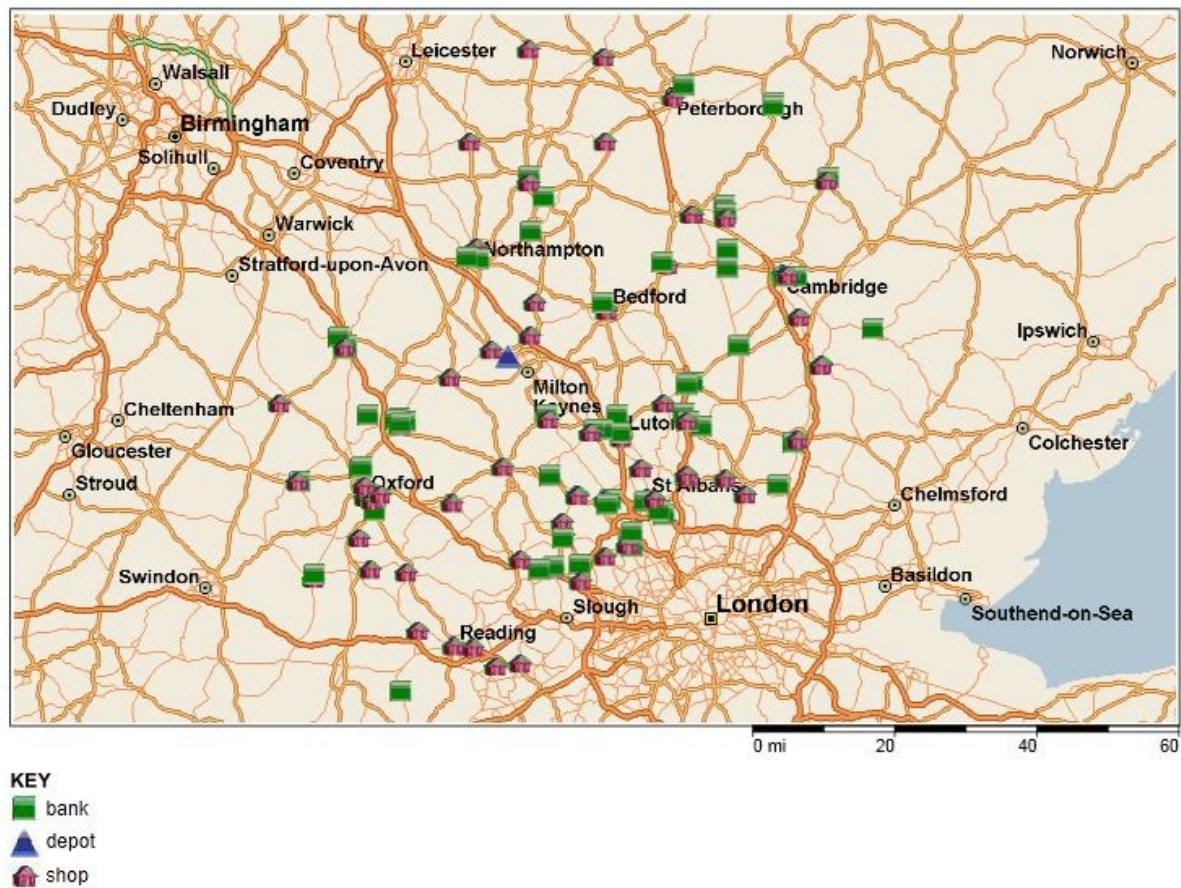 Leicester
Norwich
Walsall
Peterborough
Dudley
Birmingham
Solihull
Coventry
Warwick
Northampton
Stratford-upon-Avon
Cambridge
Bedford
Ipswich
Milton
Keynes
Cheltenham
Luton
Colchester
Gloucester
Stroud
Oxford
St Albans
Chelmsford
Swindon
Basildon
Slough
London
Southend-on-Sea
Reading
0 mi 20 40 60
KEY
bank
depot
shop